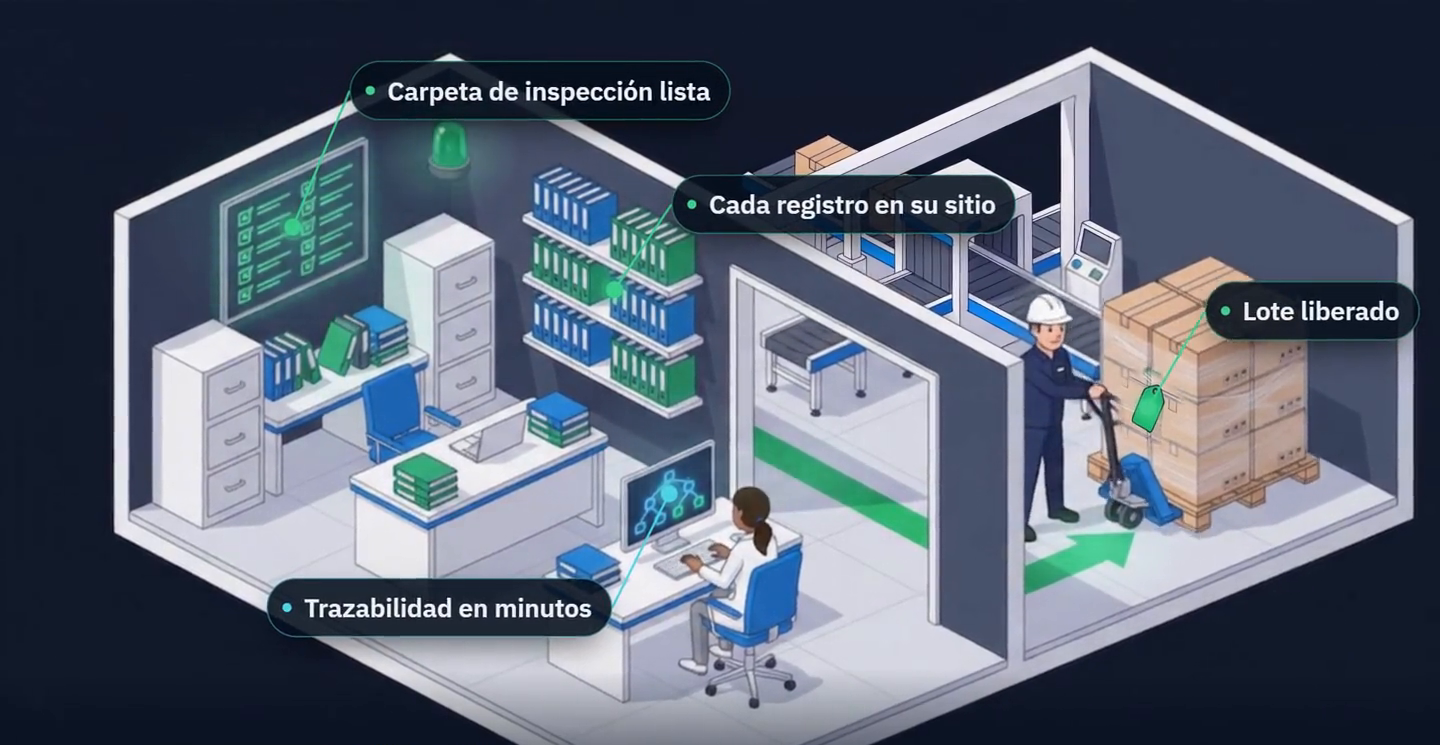 Carpeta de inspección lista
Cada registro en su sitio
Lote liberado
Trazabilidad en minutos